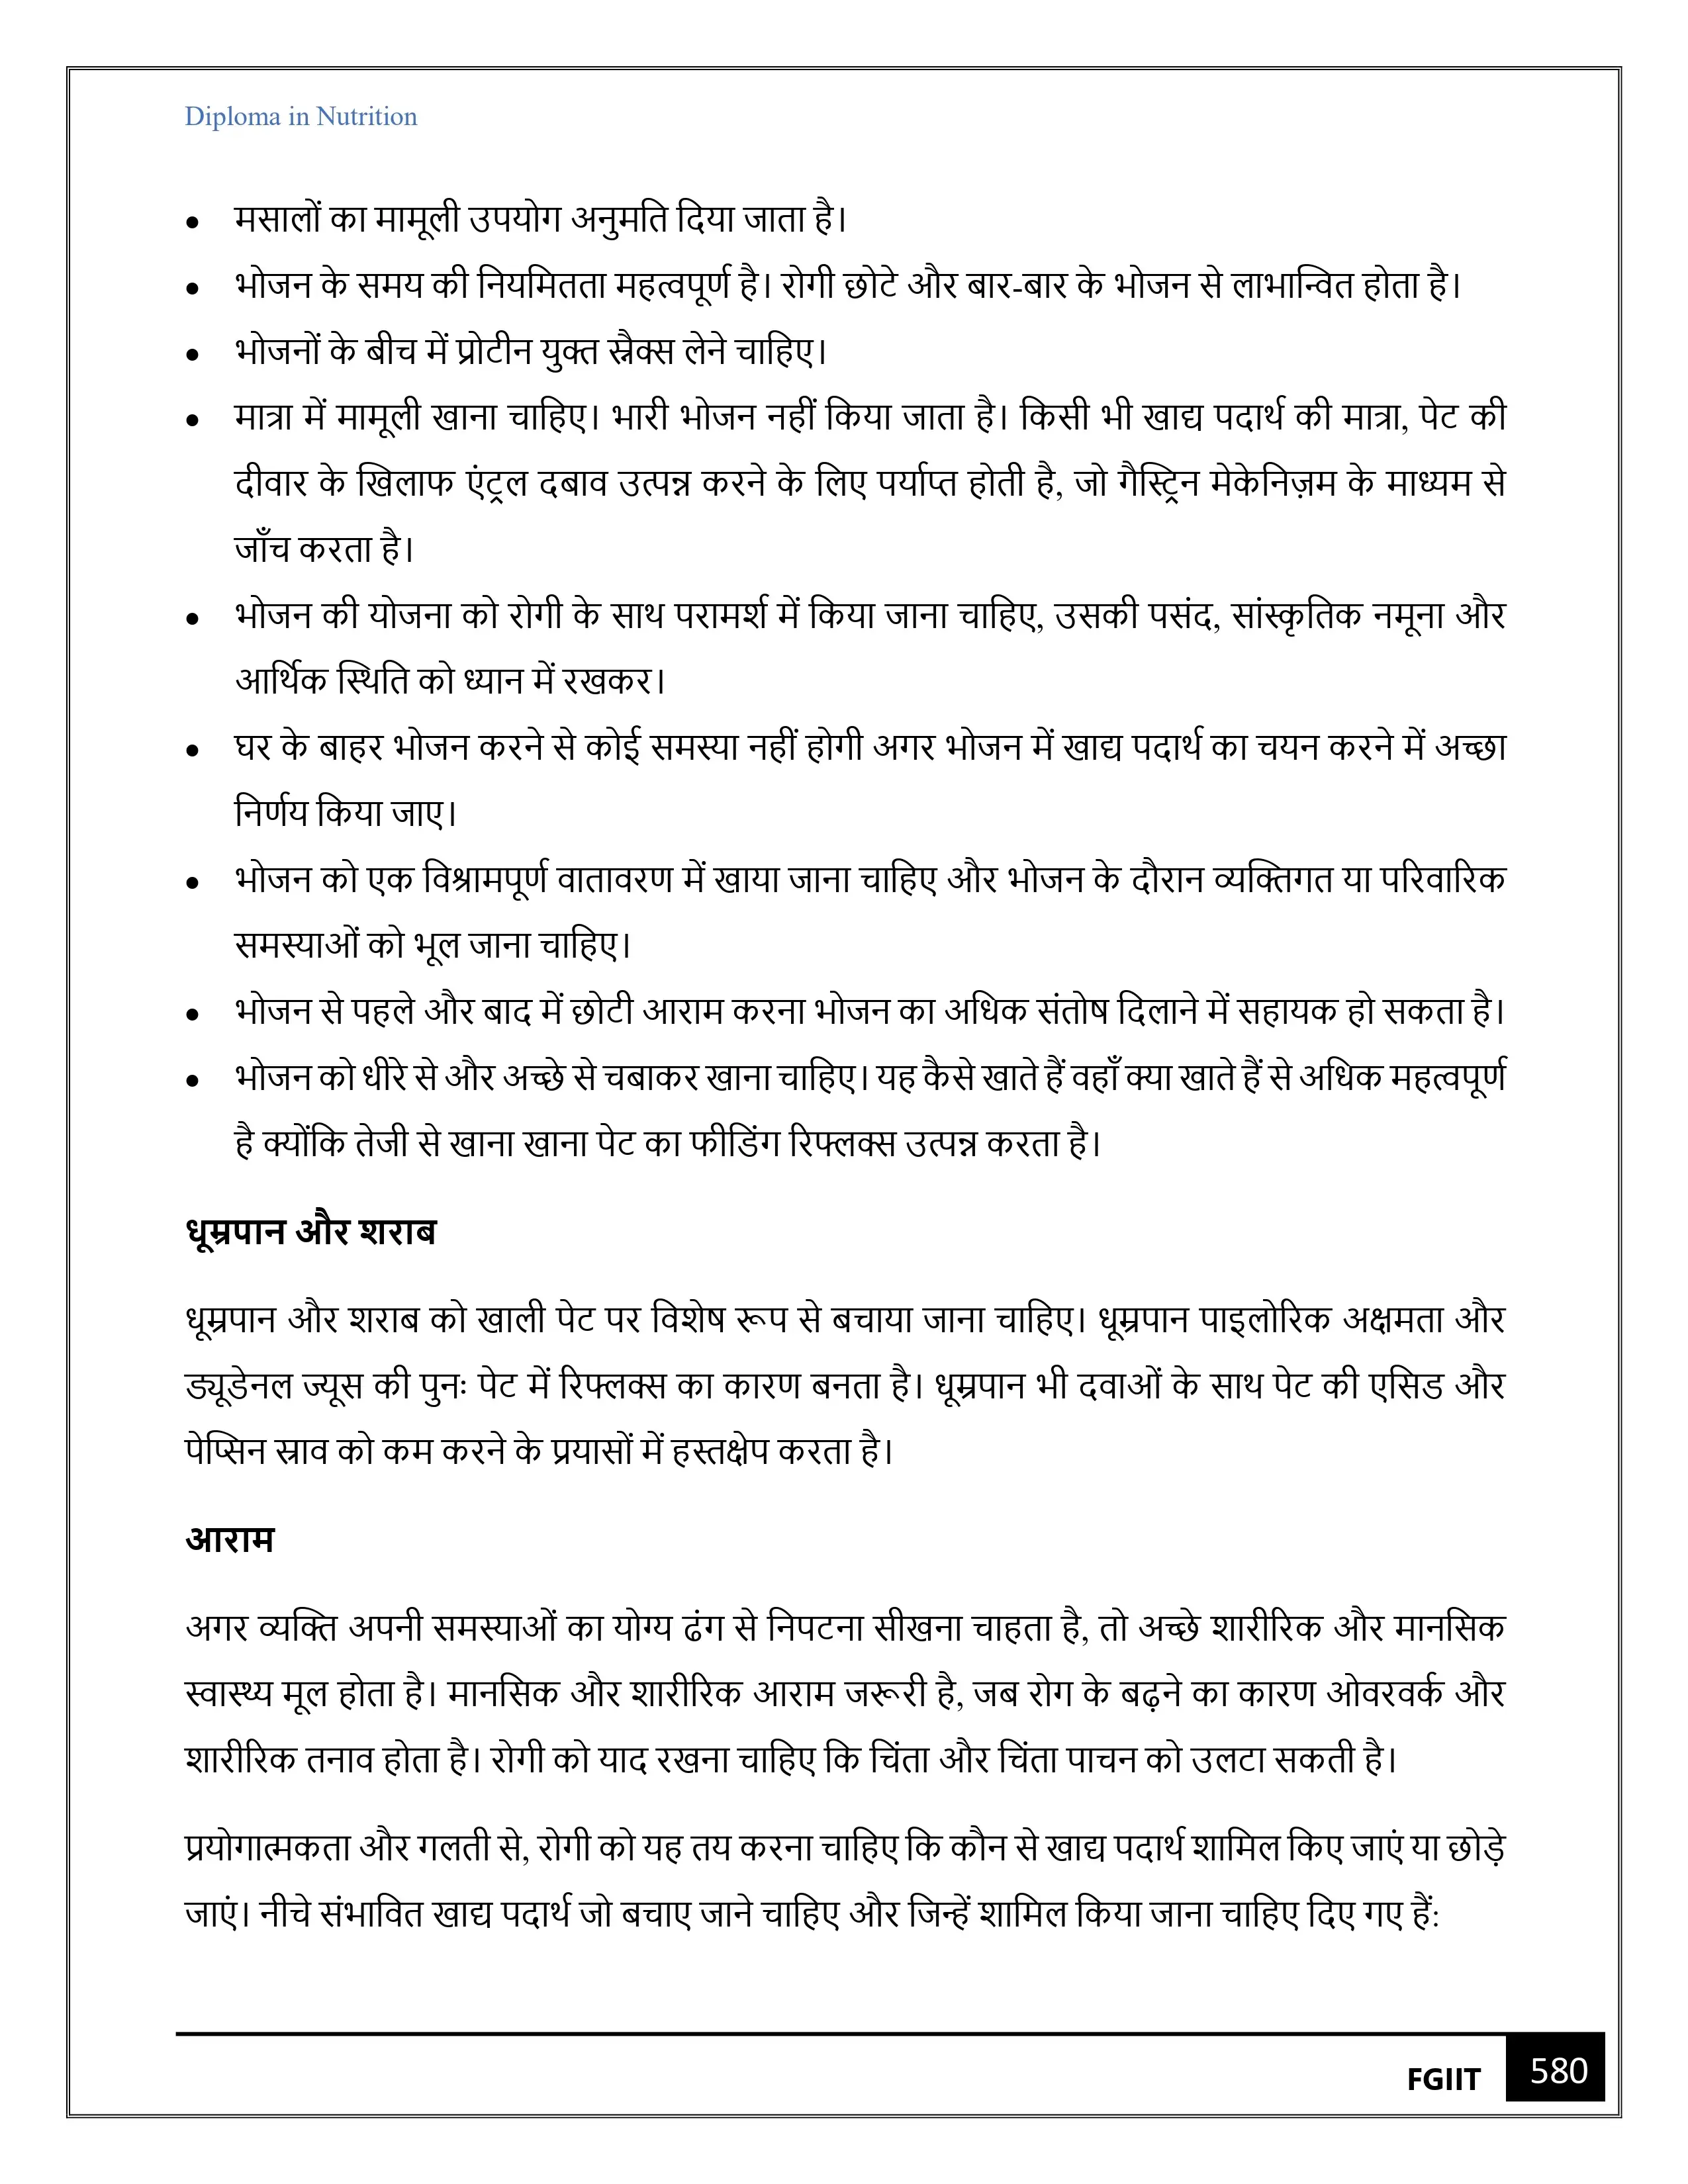 Diploma in Nutrition
• मसालों का मामूली उपयोग अनुमति दिया जाता है।
• भोजन के समय की नियमितता महत्वपूर्ण है। रोगी छोटे और बार-बार के भोजन से लाभान्वित होता है।
• भोजनों के बीच में प्रोटीन युक्त स्नैक्स लेने चाहिए।
• मात्रा में मामूली खाना चाहिए। भारी भोजन नहीं किया जाता है। किसी भी खाद्य पदार्थ की मात्रा, पेट की
दीवार के खिलाफ एंट्रल दबाव उत्पन्न करने के लिए पर्याप्त होती है, जो गैस्ट्रिन मेकेनिज़म के माध्यम से
जाँच करता है।
• भोजन की योजना को रोगी के साथ परामर्श में किया जाना चाहिए, उसकी पसंद, सांस्कृतिक नमूना और
आर्थिक स्थिति को ध्यान में रखकर।
• घर के बाहर भोजन करने से कोई समस्या नहीं होगी अगर भोजन में खाद्य पदार्थ का चयन करने में अच्छा
निर्णय किया जाए।
• भोजन को एक विश्रामपूर्ण वातावरण में खाया जाना चाहिए और भोजन के दौरान व्यक्तिगत या परिवारिक
समस्याओं को भूल जाना चाहिए।
• भोजन से पहले और बाद में छोटी आराम करना भोजन का अधिक संतोष दिलाने में सहायक हो सकता है।
• भोजन को धीरे से और अच्छे से चबाकर खाना चाहिए। यह कैसे खाते हैं वहाँ क्या खाते हैं से अधिक महत्वपूर्ण
है क्योंकि तेजी से खाना खाना पेट का फीडिंग रिफ्लक्स उत्पन्न करता है।
धूम्रपान और शराब
धूम्रपान और शराब को खाली पेट पर विशेष रूप से बचाया जाना चाहिए। धूम्रपान पाइलोरिक अक्षमता और
ड्यूडेनल ज्यूस की पुनः पेट में रिफ्लक्स का कारण बनता है। धूम्रपान भी दवाओं के साथ पेट की एसिड और
पेप्सिन स्राव को कम करने के प्रयासों में हस्तक्षेप करता है।
आराम
अगर व्यक्ति अपनी समस्याओं का योग्य ढंग से निपटना सीखना चाहता है, तो अच्छे शारीरिक और मानसिक
स्वास्थ्य मूल होता है। मानसिक और शारीरिक आराम जरूरी है, जब रोग के बढ़ने का कारण ओवरवर्क और
शारीरिक तनाव होता है। रोगी को याद रखना चाहिए कि चिंता और चिंता पाचन को उलटा सकती है।
प्रयोगात्मकता और गलती से, रोगी को यह तय करना चाहिए कि कौन से खाद्य पदार्थ शामिल किए जाएं या छोड़े
जाएं। नीचे संभावित खाद्य पदार्थ जो बचाए जाने चाहिए और जिन्हें शामिल किया जाना चाहिए दिए गए हैं:
FGIIT 580